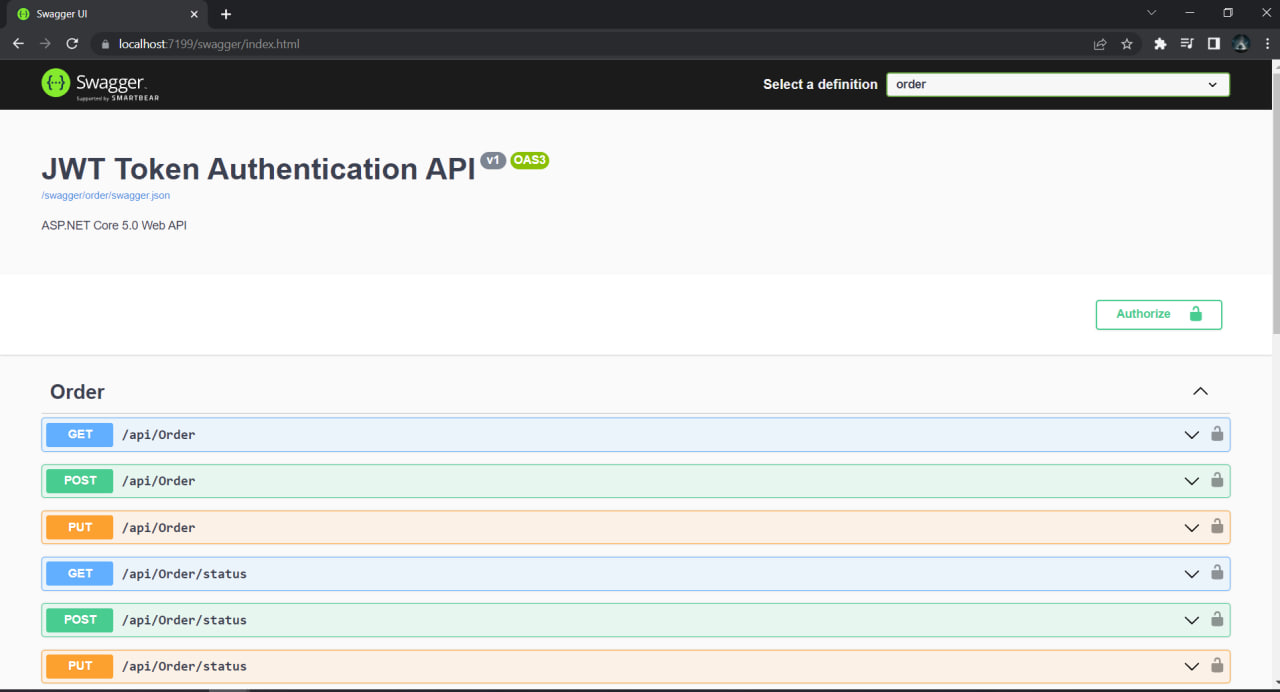 Swagger UI
localhost:7199/swagger/index.html
Swagger.
Supported by SMARTBEAR
Select a definition
order
JWT Token Authentication API v1 OAS3
/swagger/order/swagger.json
ASP.NET Core 5.0 Web API
Authorize
Order
GET /api/Order
POST /api/Order
PUT /api/Order
GET /api/Order/status
POST /api/Order/status
PUT /api/Order/status